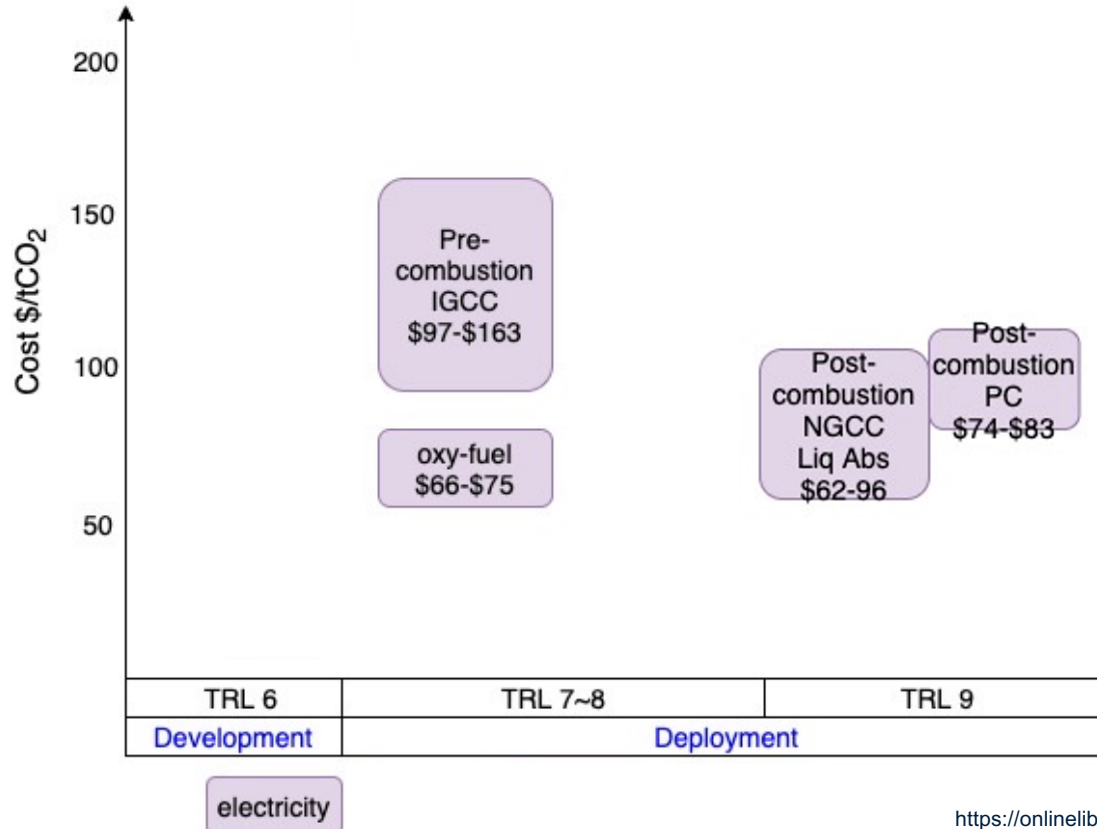 200
150
100
50
Cost $/tCO₂
Pre-
combustion
IGCC
$97-$163
oxy-fuel
$66-$75
Post-
combustion
NGCC
Liq Abs
$62-96
Post-
combustion
PC
$74-$83
TRL 6
TRL 7~8
TRL 9
Development
Deployment
electricity
https://onlinelib